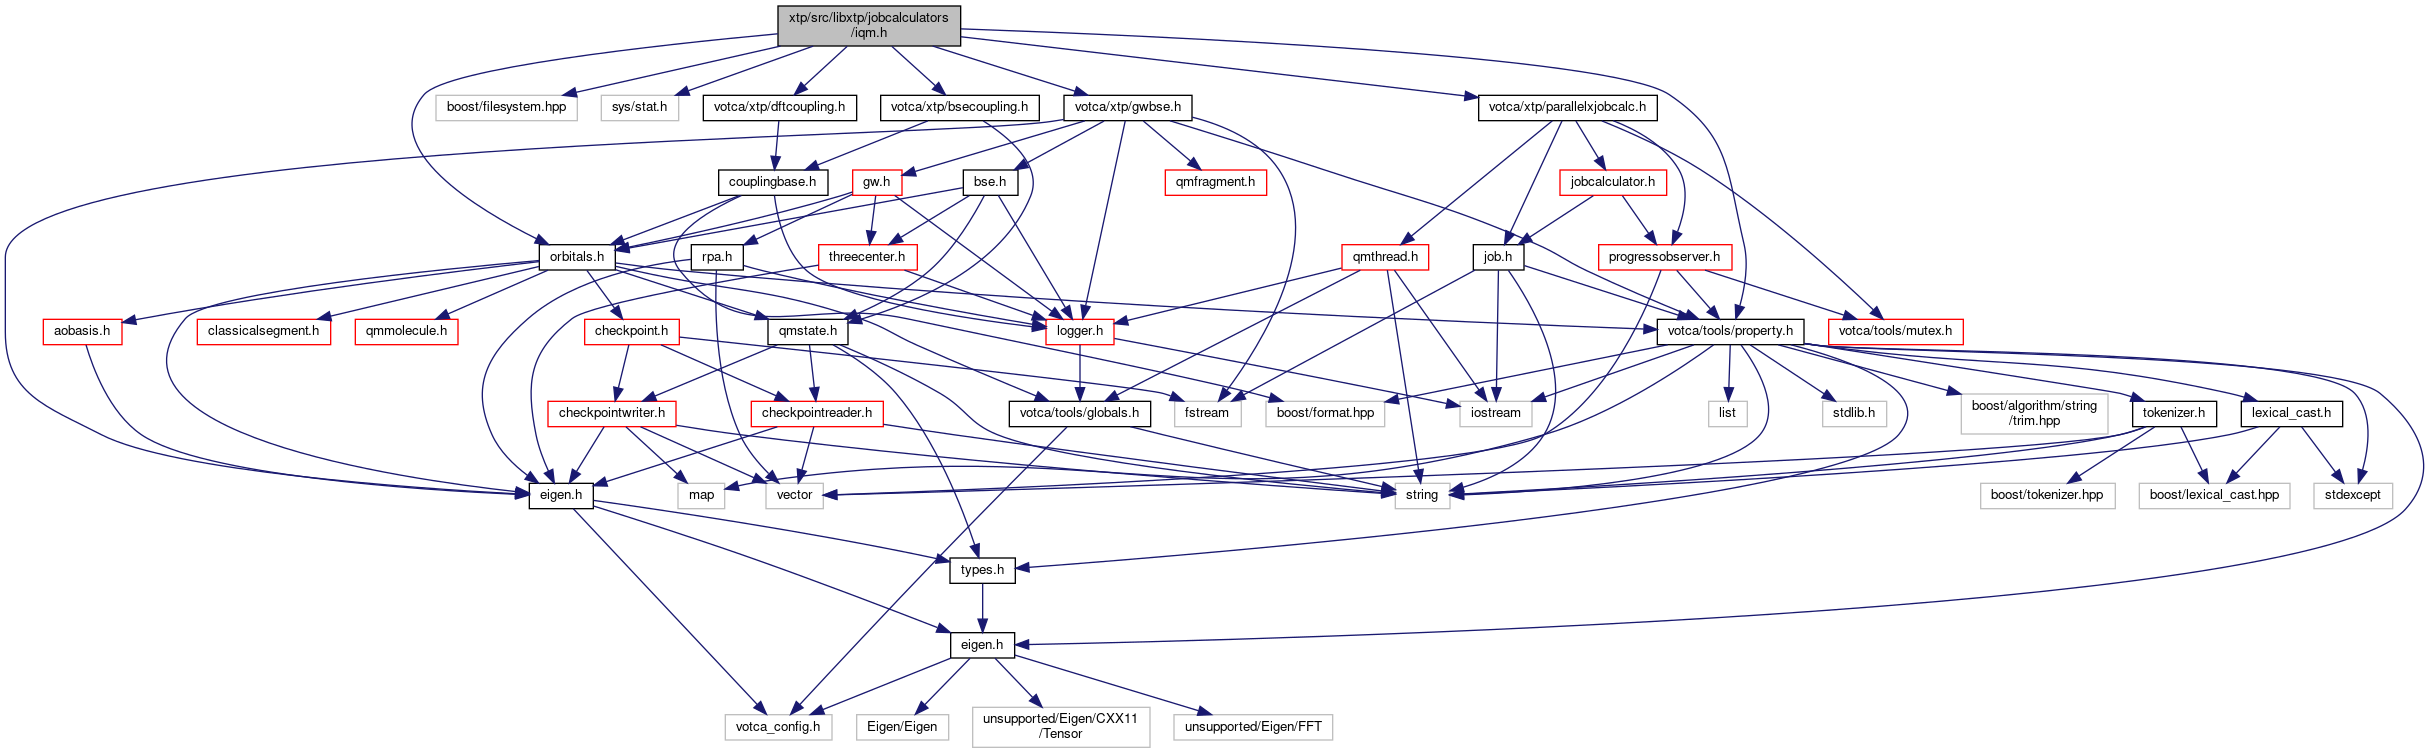 xtp/src/libxtp/jobcalculators
/iqm.h
boost/filesystem.hpp
sys/stat.h
votca/xtp/dftcoupling.h
votca/xtp/bsecoupling.h
votca/xtp/gwbse.h
votca/xtp/parallelxjobcalc.h
couplingbase.h
gw.h
bse.h
qmfragment.h
jobcalculator.h
orbitals.h
rpa.h
threecenter.h
qmthread.h
job.h
progressobserver.h
aobasis.h
classicalsegment.h
qmmolecule.h
checkpoint.h
qmstate.h
logger.h
votca/tools/property.h
votca/tools/mutex.h
checkpointwriter.h
checkpointreader.h
votca/tools/globals.h
fstream
boost/format.hpp
iostream
list
stdlib.h
boost/algorithm/string
/trim.hpp
tokenizer.h
lexical_cast.h
eigen.h
map
vector
string
boost/tokenizer.hpp
boost/lexical_cast.hpp
stdexcept
types.h
eigen.h
votca_config.h
Eigen/Eigen
unsupported/Eigen/CXX11
/Tensor
unsupported/Eigen/FFT